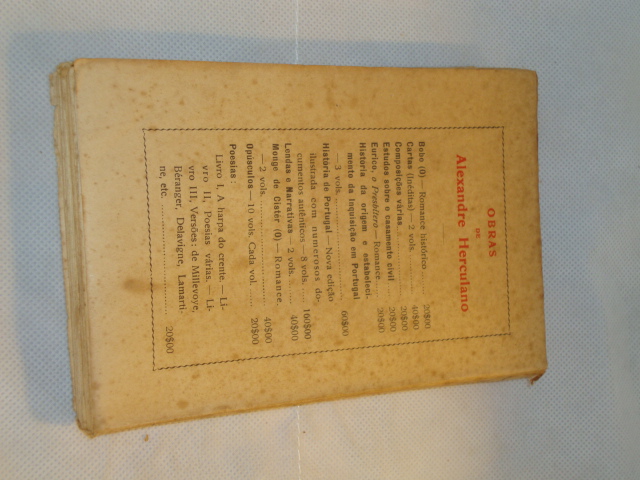 OBRAS
DE
Alexandre Herculano
Bobo (O) — Romance histórico ..... 20$00
Cartas (Inéditas) — 2 vols. ..... 40$00
Composições várias ..... 20$00
Estudos sobre o casamento civil 20$00
Eurico, o Presbítero — Romance 20$00
História da origem e estabeleci-
mento da Inquisição em Portugal
— 3 vols. ..... 60$00
História de Portugal — Nova edição
ilustrada com numerosos do-
cumentos autênticos — 8 vols. ..... 160$00
Lendas e Narrativas — 2 vols. ..... 40$00
Monge de Cister (O) — Romance.
— 2 vols. ..... 40$00
Opúsculos — 10 vols. Cada vol. ..... 20$00
Poesias:
Livro I, A harpa do crente. — Li-
vro II, Poesias várias. — Li-
vro III, Versões: de Millevoye,
Béranger, Delavigne, Lamarti-
ne, etc. ..... 20$00